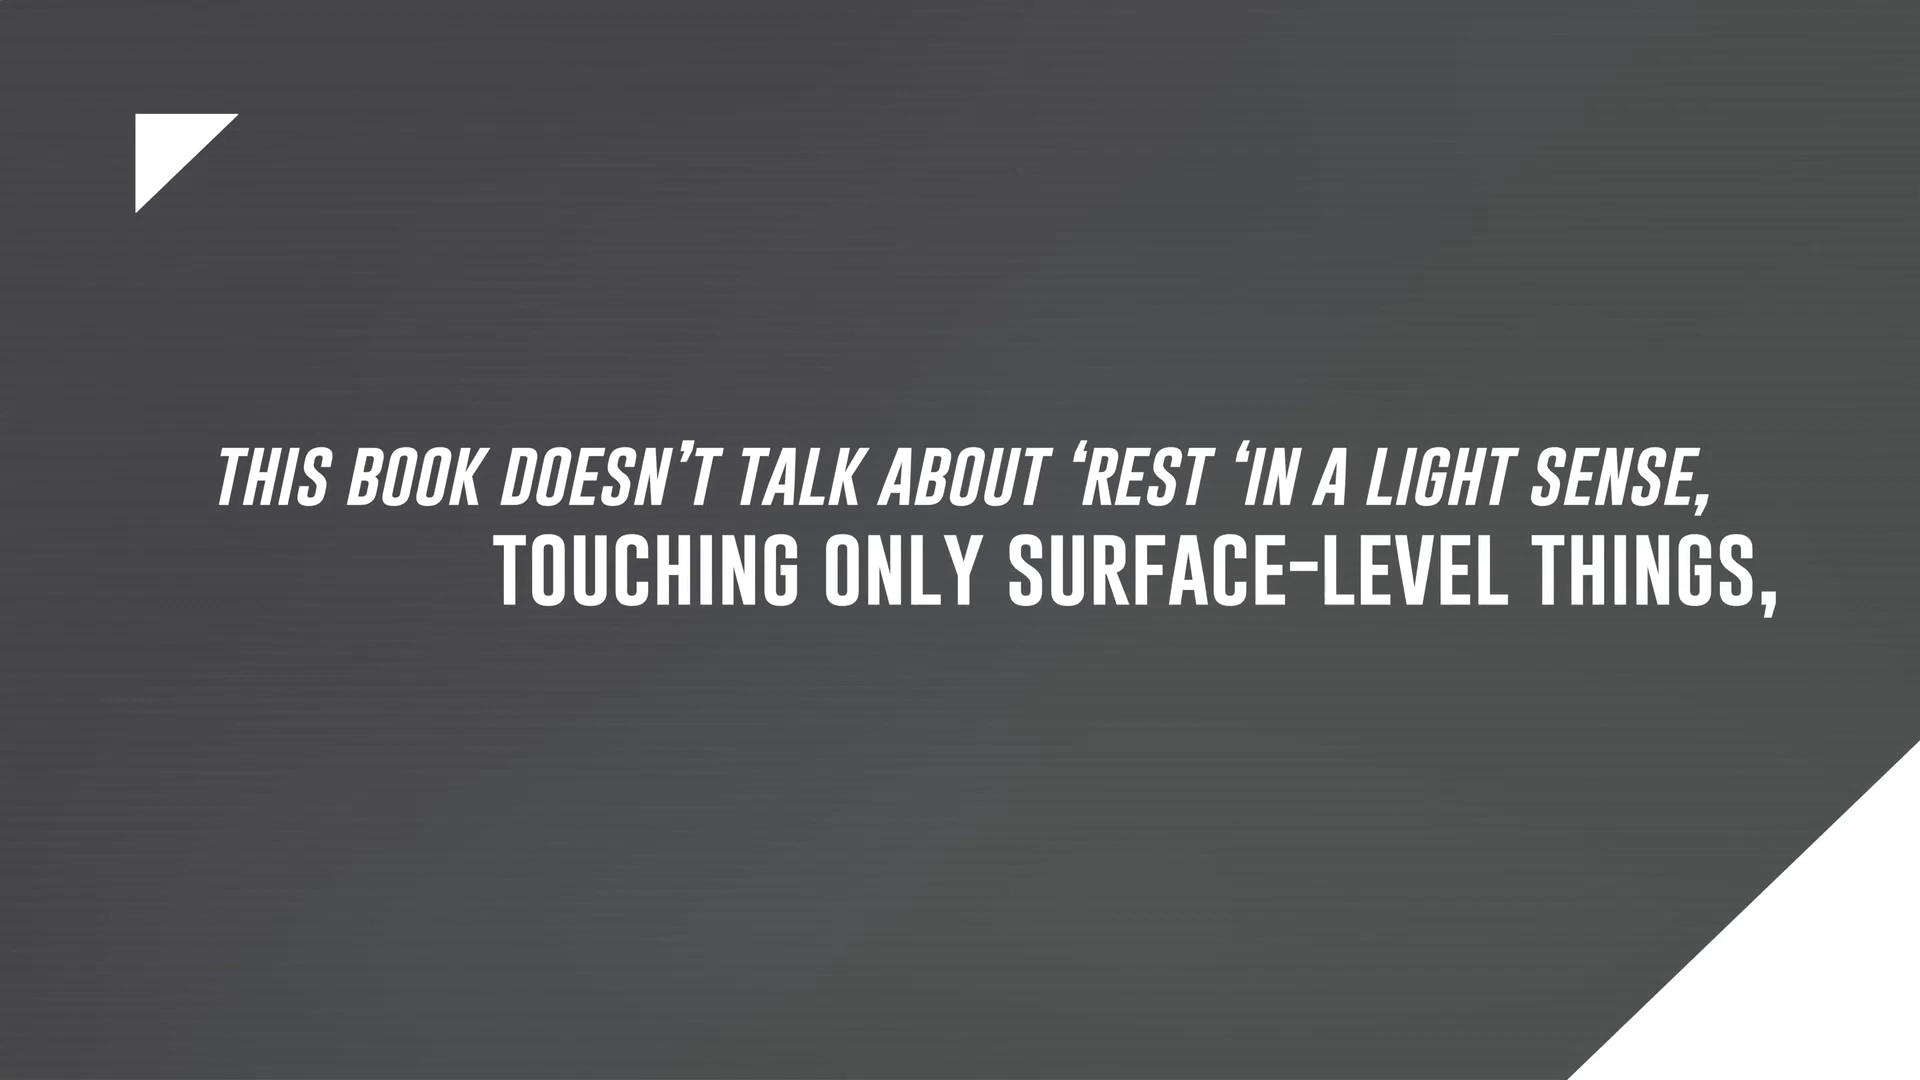 THIS BOOK DOESN’T TALK ABOUT ‘REST ‘IN A LIGHT SENSE,
TOUCHING ONLY SURFACE-LEVEL THINGS,